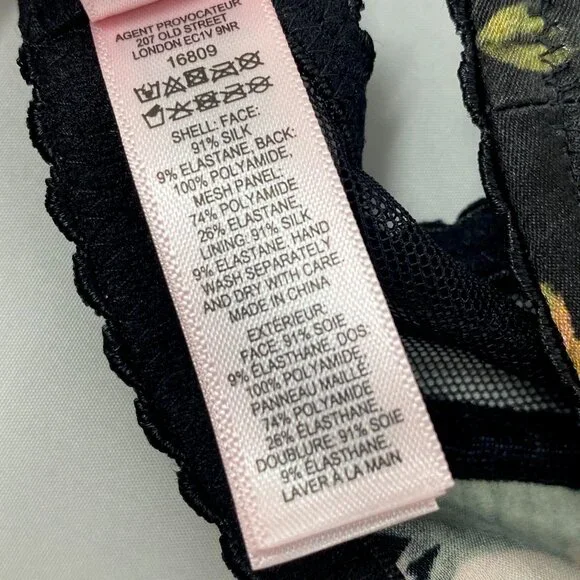 AGENT PROVOCATEUR
207 OLD STREET
LONDON EC1V 9NR
16809
SHELL: FACE:
91% SILK
9% ELASTANE, BACK:
100% POLYAMIDE,
MESH PANEL:
74% POLYAMIDE
26% ELASTANE,
LINING: 91% SILK
9% ELASTANE, HAND
WASH SEPARATELY
AND DRY WITH CARE
MADE IN CHINA
EXTÉRIEUR:
FACE: 91% SOIE
9% ÉLASTHANE, DOS:
100% POLYAMIDE,
PANNEAU MAILLÉ:
74% POLYAMIDE,
26% ÉLASTHANE,
DOUBLURE: 91% SOIE
9% ÉLASTHANE,
LAVER À LA MAIN